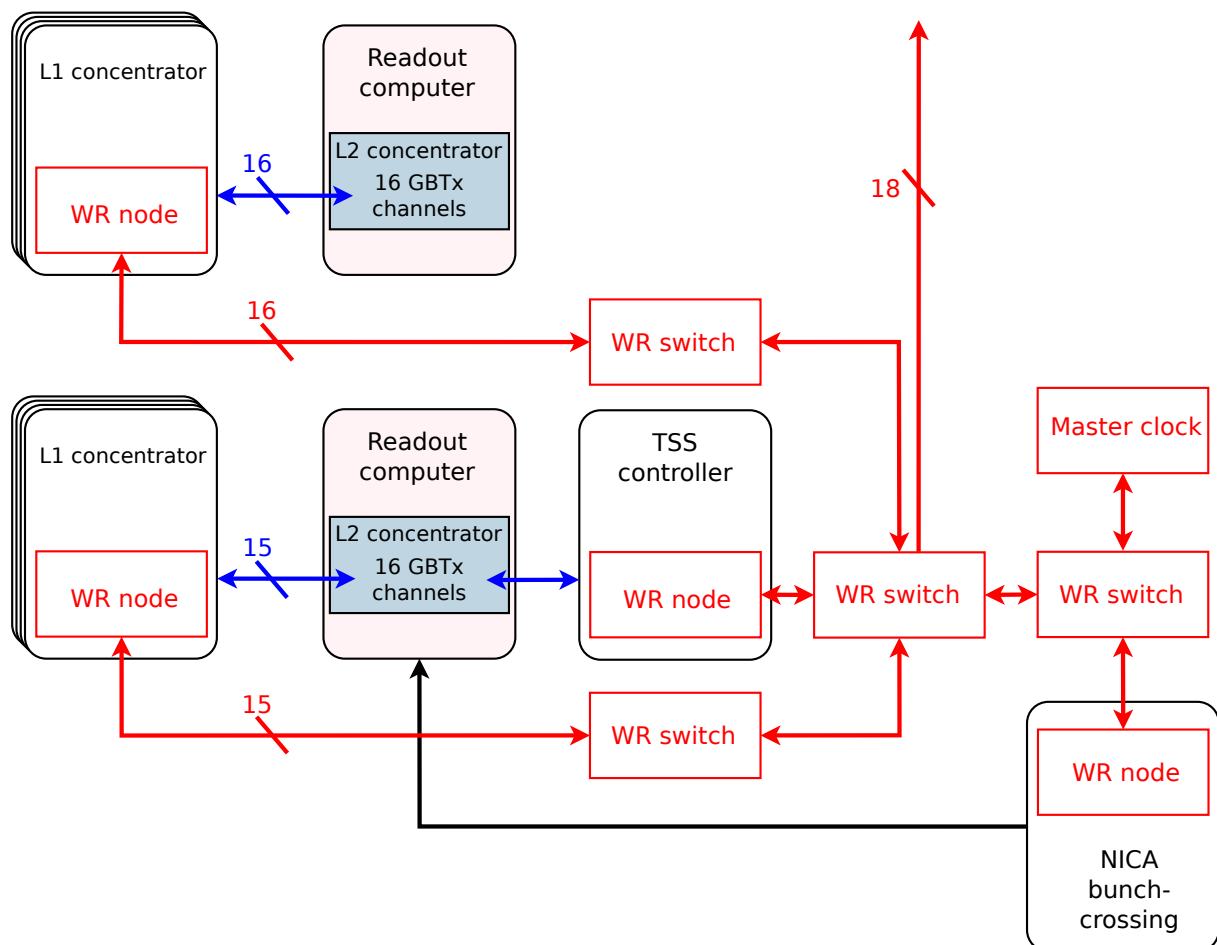 L1 concentrator
WR node
16
Readout
computer
L2 concentrator
16 GBTx
channels
18
16
WR switch
L1 concentrator
WR node
15
Readout
computer
L2 concentrator
16 GBTx
channels
TSS
controller
WR node
WR switch
Master clock
WR switch
15
WR switch
WR node
NICA
bunch-
crossing